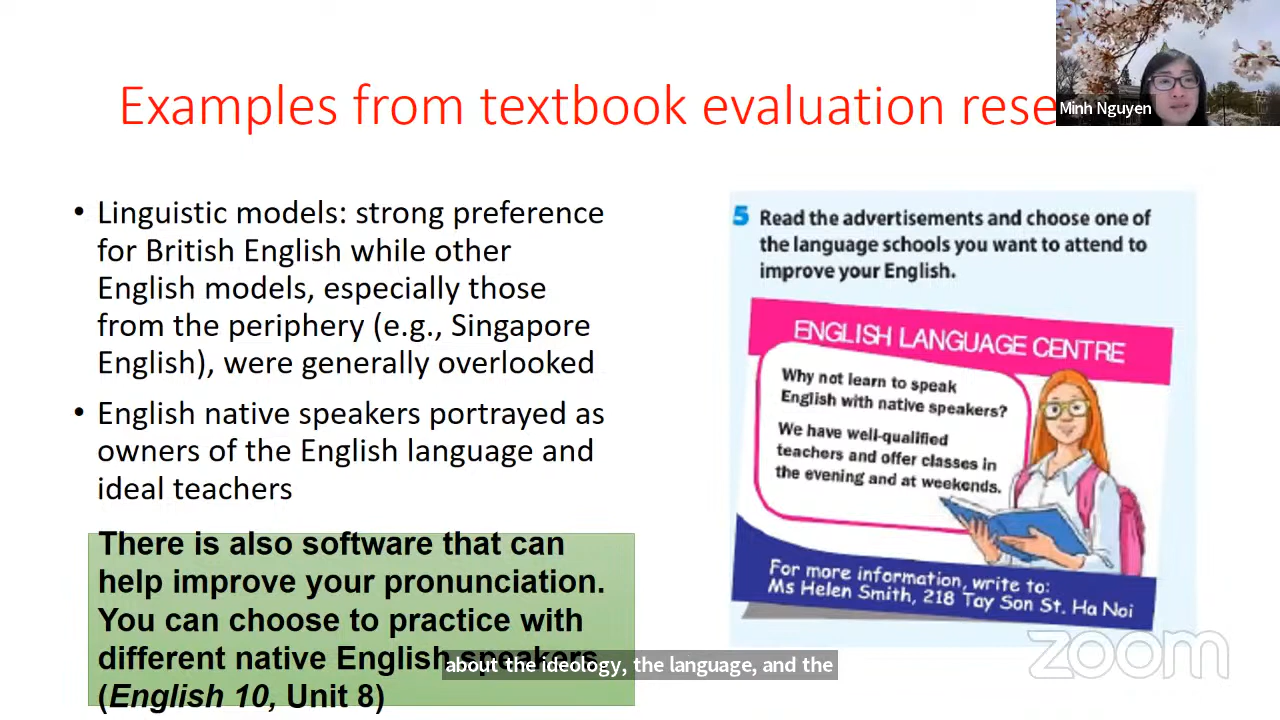 Examples from textbook evaluation rese
Minh Nguyen
• Linguistic models: strong preference
for British English while other
English models, especially those
from the periphery (e.g., Singapore
English), were generally overlooked
• English native speakers portrayed as
owners of the English language and
ideal teachers
There is also software that can
help improve your pronunciation.
You can choose to practice with
different native English speakers.
(English 10, Unit 8)
5 Read the advertisements and choose one of
the language schools you want to attend to
improve your English.
ENGLISH LANGUAGE CENTRE
Why not learn to speak
English with native speakers?
We have well-qualified
teachers and offer classes in
the evening and at weekends.
For more information, write to:
Ms Helen Smith, 218 Tay Son St. Ha Noi
about the ideology, the language, and the
zoom